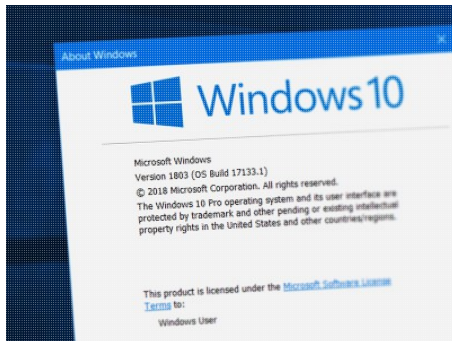 About Windows
Windows 10
Microsoft Windows
Version 1803 (OS Build 17133.1)
© 2018 Microsoft Corporation. All rights reserved.
The Windows 10 Pro operating system and its user interface are
protected by trademark and other pending or existing intellectual
property rights in the United States and other countries/regions.
This product is licensed under the Microsoft Software License
Terms to:
Windows User